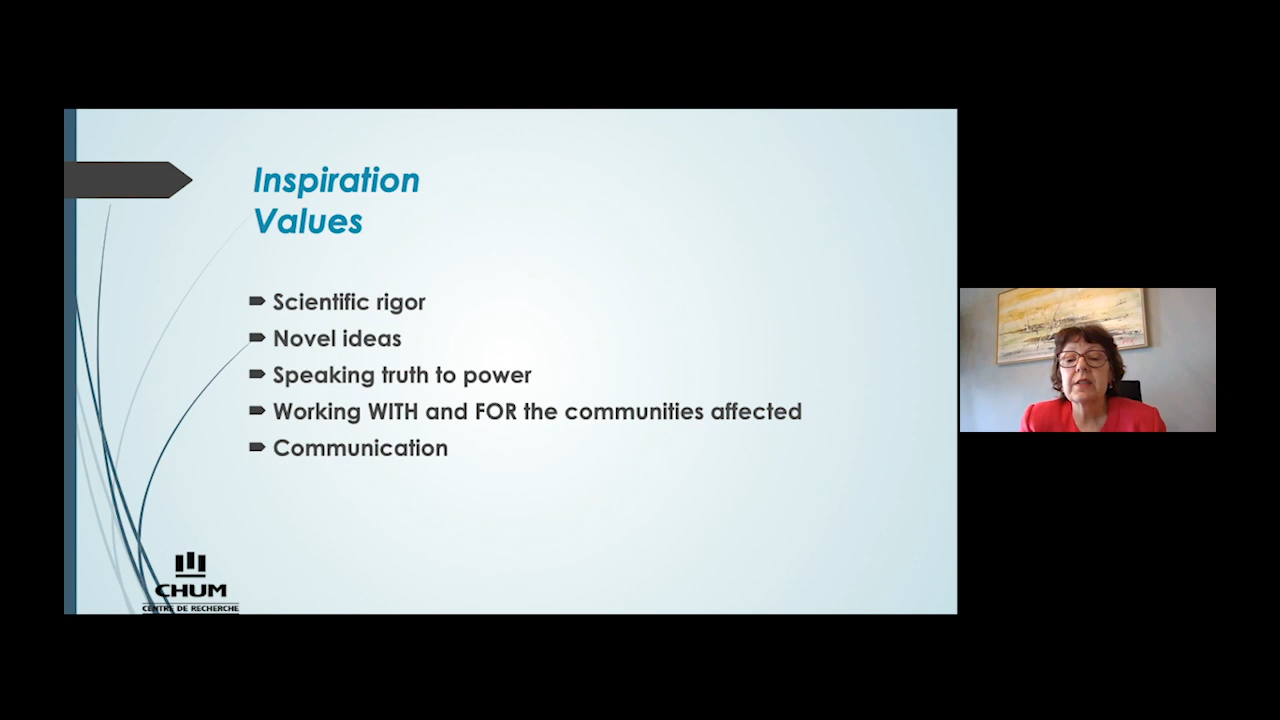 Inspiration
Values
Scientific rigor
Novel ideas
Speaking truth to power
Working WITH and FOR the communities affected
Communication
CHUM
CENTRE DE RECHERCHE